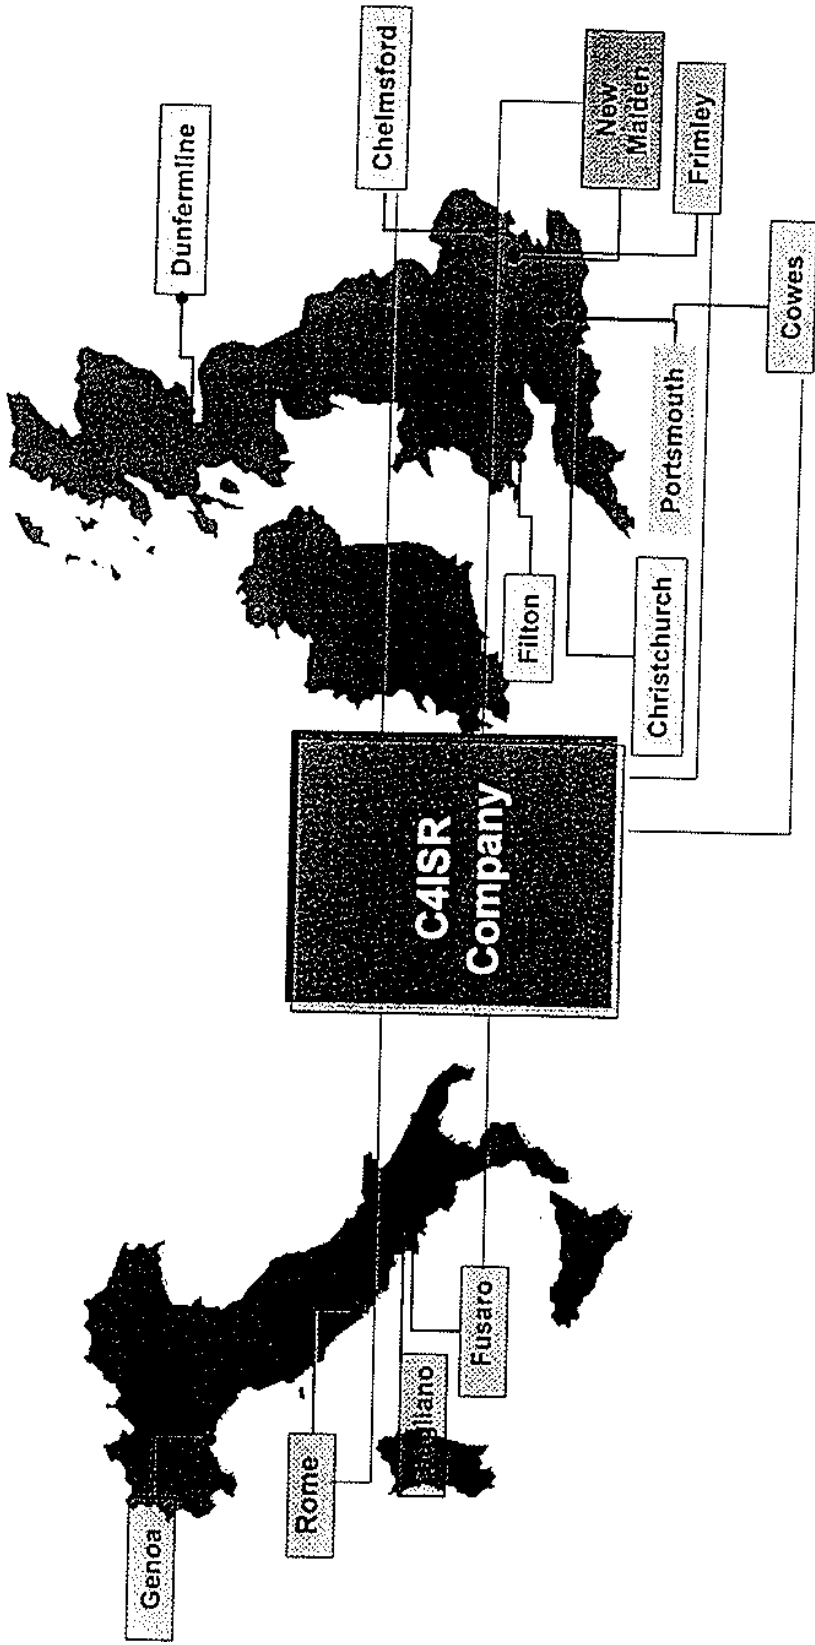 Genoa
Dunfermline
Rome
Chelmsford
C4ISR
Company
Fusaro
Filton
New
Malden
Christchurch
Portsmouth
Frimley
Cowes